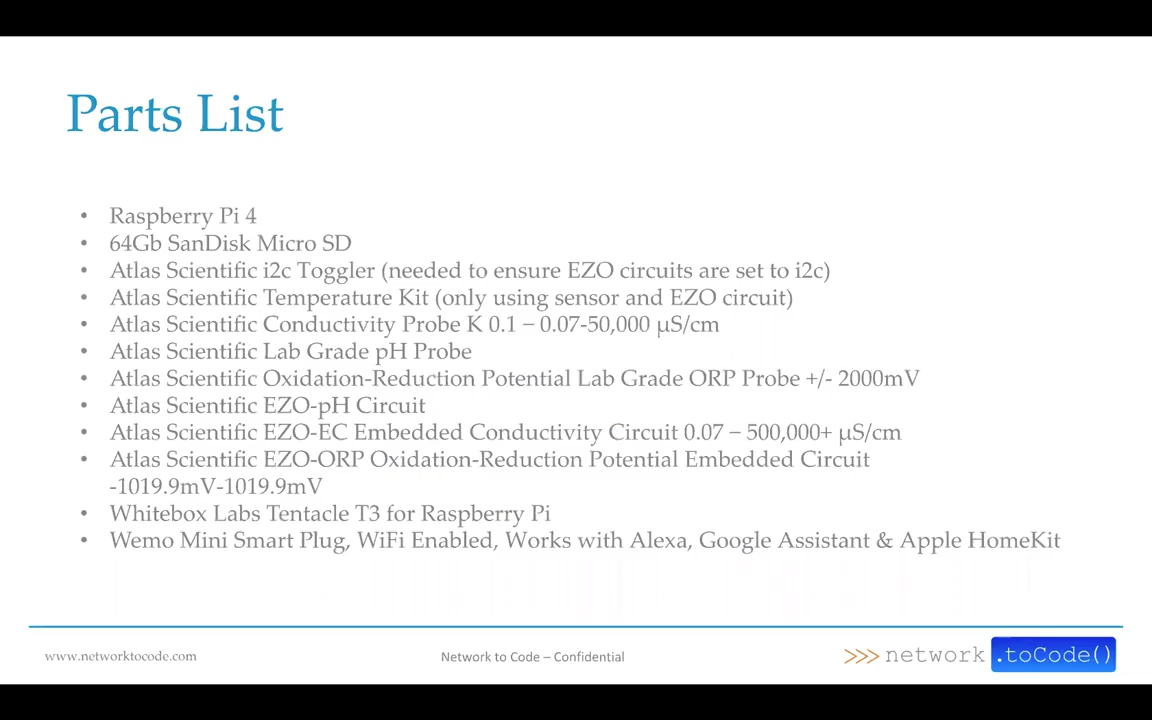 Parts List
• Raspberry Pi 4
• 64Gb SanDisk Micro SD
• Atlas Scientific i2c Toggler (needed to ensure EZO circuits are set to i2c)
• Atlas Scientific Temperature Kit (only using sensor and EZO circuit)
• Atlas Scientific Conductivity Probe K 0.1 − 0.07-50,000 µS/cm
• Atlas Scientific Lab Grade pH Probe
• Atlas Scientific Oxidation-Reduction Potential Lab Grade ORP Probe +/- 2000mV
• Atlas Scientific EZO-pH Circuit
• Atlas Scientific EZO-EC Embedded Conductivity Circuit 0.07 − 500,000+ µS/cm
• Atlas Scientific EZO-ORP Oxidation-Reduction Potential Embedded Circuit
-1019.9mV-1019.9mV
• Whitebox Labs Tentacle T3 for Raspberry Pi
• Wemo Mini Smart Plug, WiFi Enabled, Works with Alexa, Google Assistant & Apple HomeKit
www.networktocode.com
Network to Code – Confidential
>>> network .toCode()